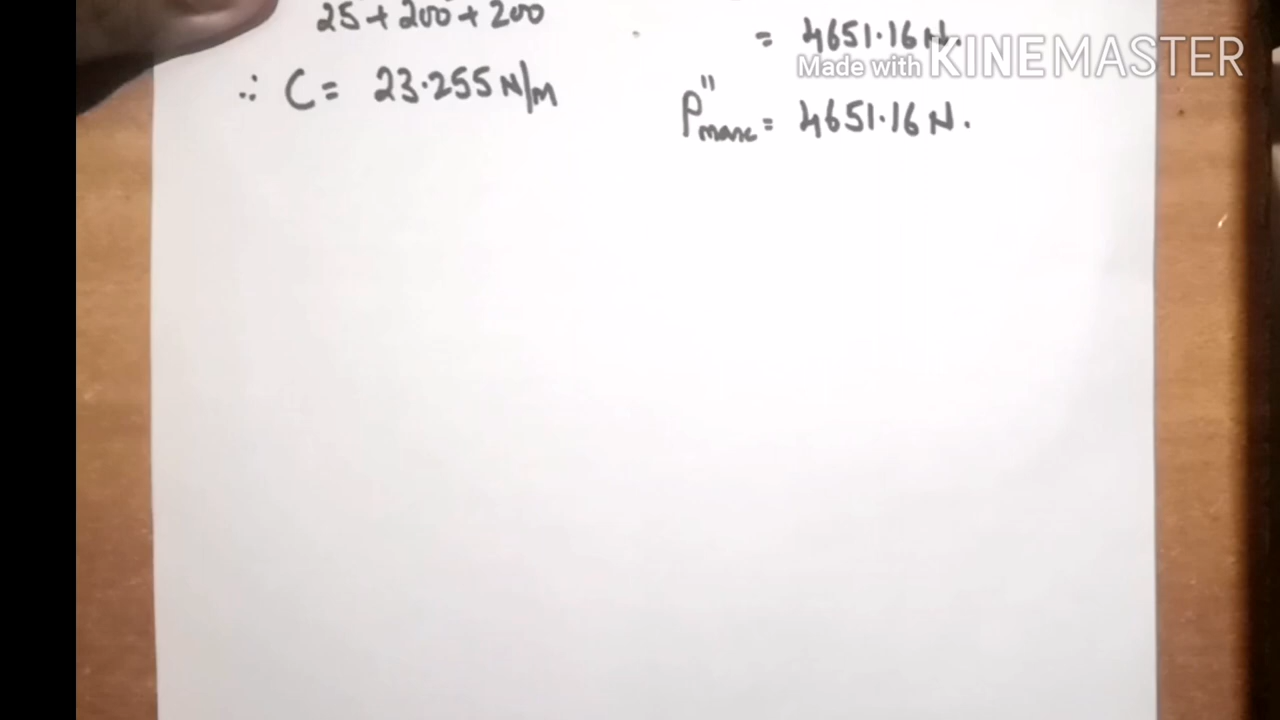 25 + 200 + 200
∴ C = 23.255 N/m
= 4651.16 N.
Made with KINEMASTER
P"max = 4651.16 N.